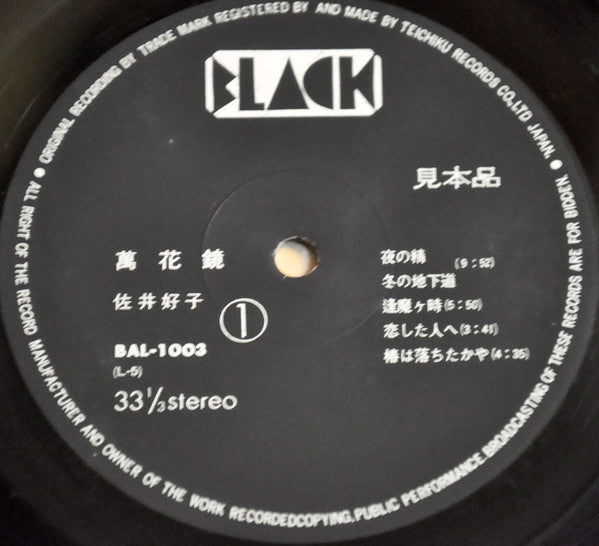 ORIGINAL RECORDING BY TRADE MARK REGISTERED BY AND MADE BY TEICHIKU RECORDS CO.,LTD JAPAN.
BLACK
見本品
萬花鏡
佐井好子
①
BAL-1003
(L-5)
33⅓stereo
夜の精 (9:52)
冬の地下道
逢魔ヶ時(5:50)
恋した人へ(3:41)
椿は落ちたかや(4:35)
ALL RIGHT OF THE RECORD MANUFACTURER AND OWNER OF THE WORK RECORDEDCOPYING.PUBLIC PERFORMANCE.BROADCASTING OF THESE RECORDS ARE FOR BIDDEN.